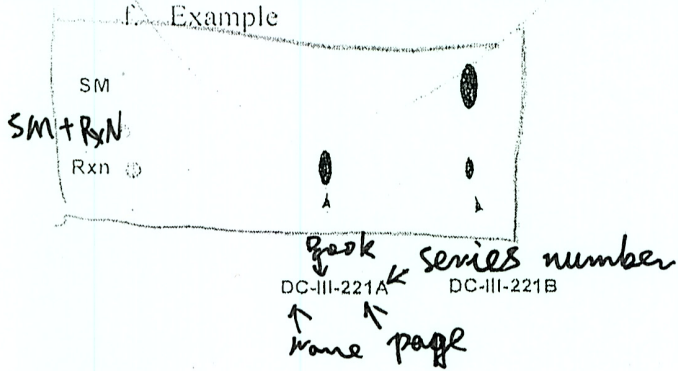 f. Example
SM
SM + RxN
Rxn
A
A
Book
series number
DC-III-221A DC-III-221B
name page